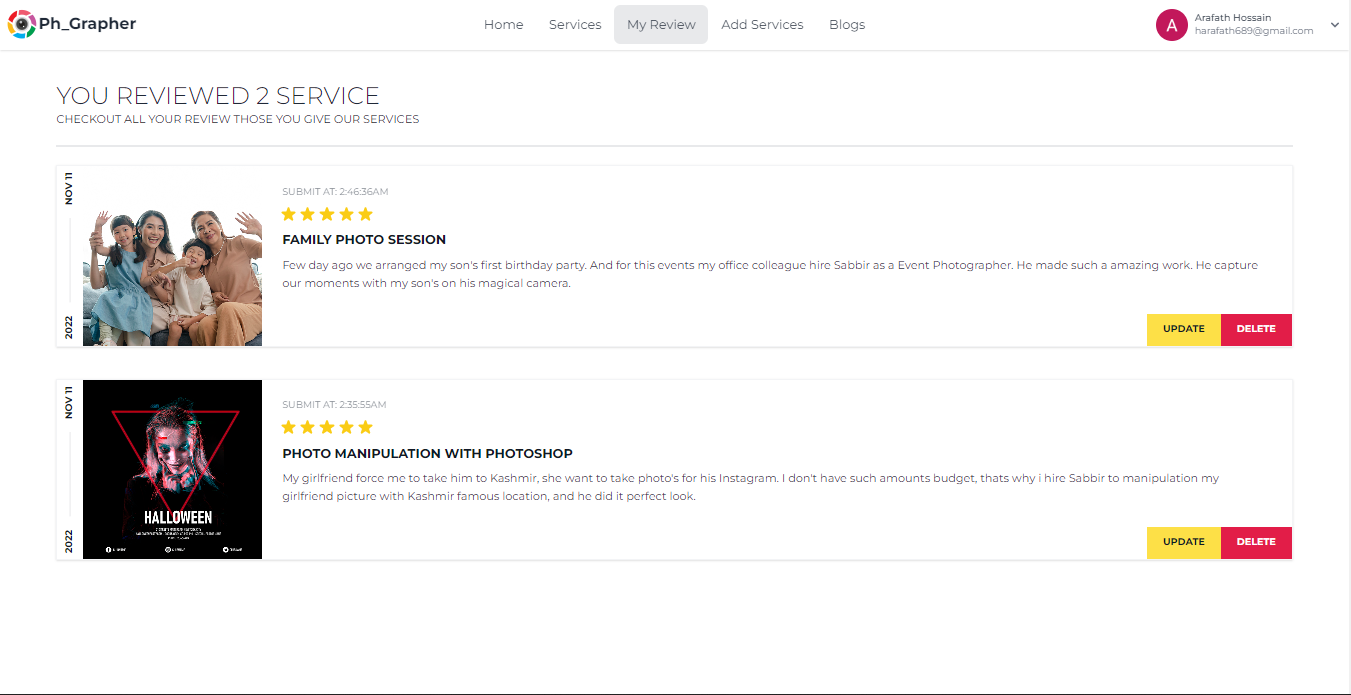 Ph_Grapher
Home Services My Review Add Services Blogs
A
Arafath Hossain
harafath689@gmail.com
YOU REVIEWED 2 SERVICE
CHECKOUT ALL YOUR REVIEW THOSE YOU GIVE OUR SERVICES
NOV 11
2022
SUBMIT AT: 2:46:36AM
FAMILY PHOTO SESSION
Few day ago we arranged my son's first birthday party. And for this events my office colleague hire Sabbir as a Event Photographer. He made such a amazing work. He capture
our moments with my son's on his magical camera.
UPDATE DELETE
NOV 11
2022
HALLOWEEN
SUBMIT AT: 2:35:55AM
PHOTO MANIPULATION WITH PHOTOSHOP
My girlfriend force me to take him to Kashmir, she want to take photo's for his Instagram. I don't have such amounts budget, thats why i hire Sabbir to manipulation my
girlfriend picture with Kashmir famous location, and he did it perfect look.
UPDATE DELETE